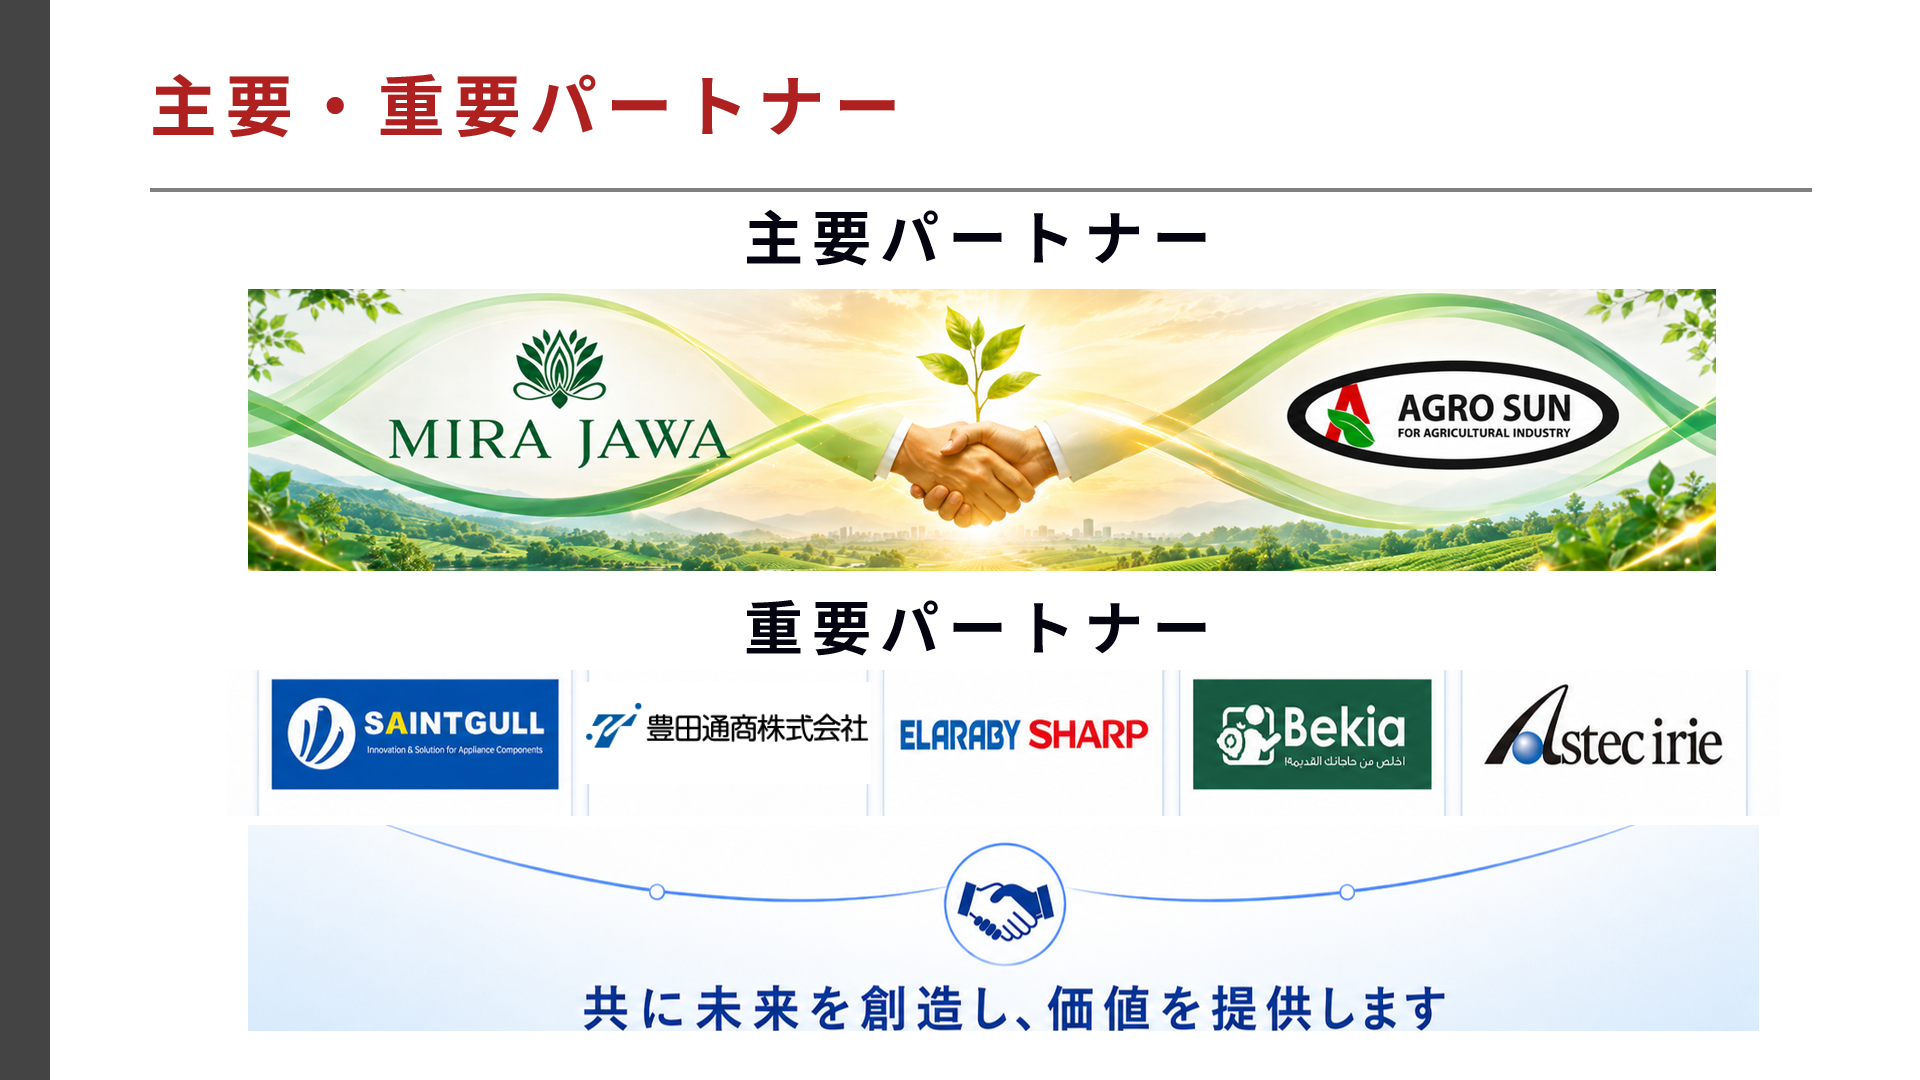 主要・重要パートナー
主要パートナー
MIRA JAWA
AGRO SUN
FOR AGRICULTURAL INDUSTRY
重要パートナー
SAINTGULL
Innovation & Solution for Appliance Components
豊田通商株式会社
ELARABY SHARP
Bekia
اخلص من حاجاتك القديمة!
Astec irie
共に未来を創造し、価値を提供します